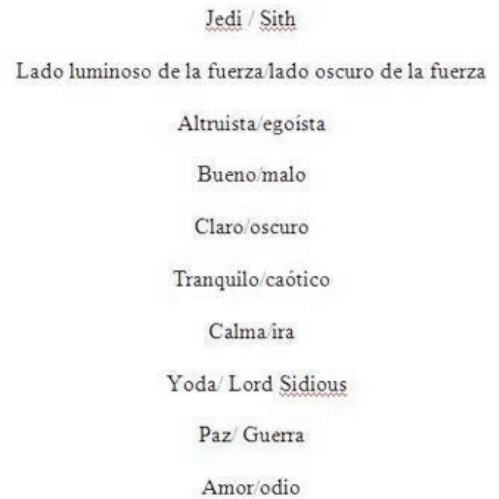 Jedi / Sith
Lado luminoso de la fuerza/lado oscuro de la fuerza
Altruista/egoísta
Bueno/malo
Claro/oscuro
Tranquilo/caótico
Calma/ira
Yoda/ Lord Sidious
Paz/ Guerra
Amor/odio